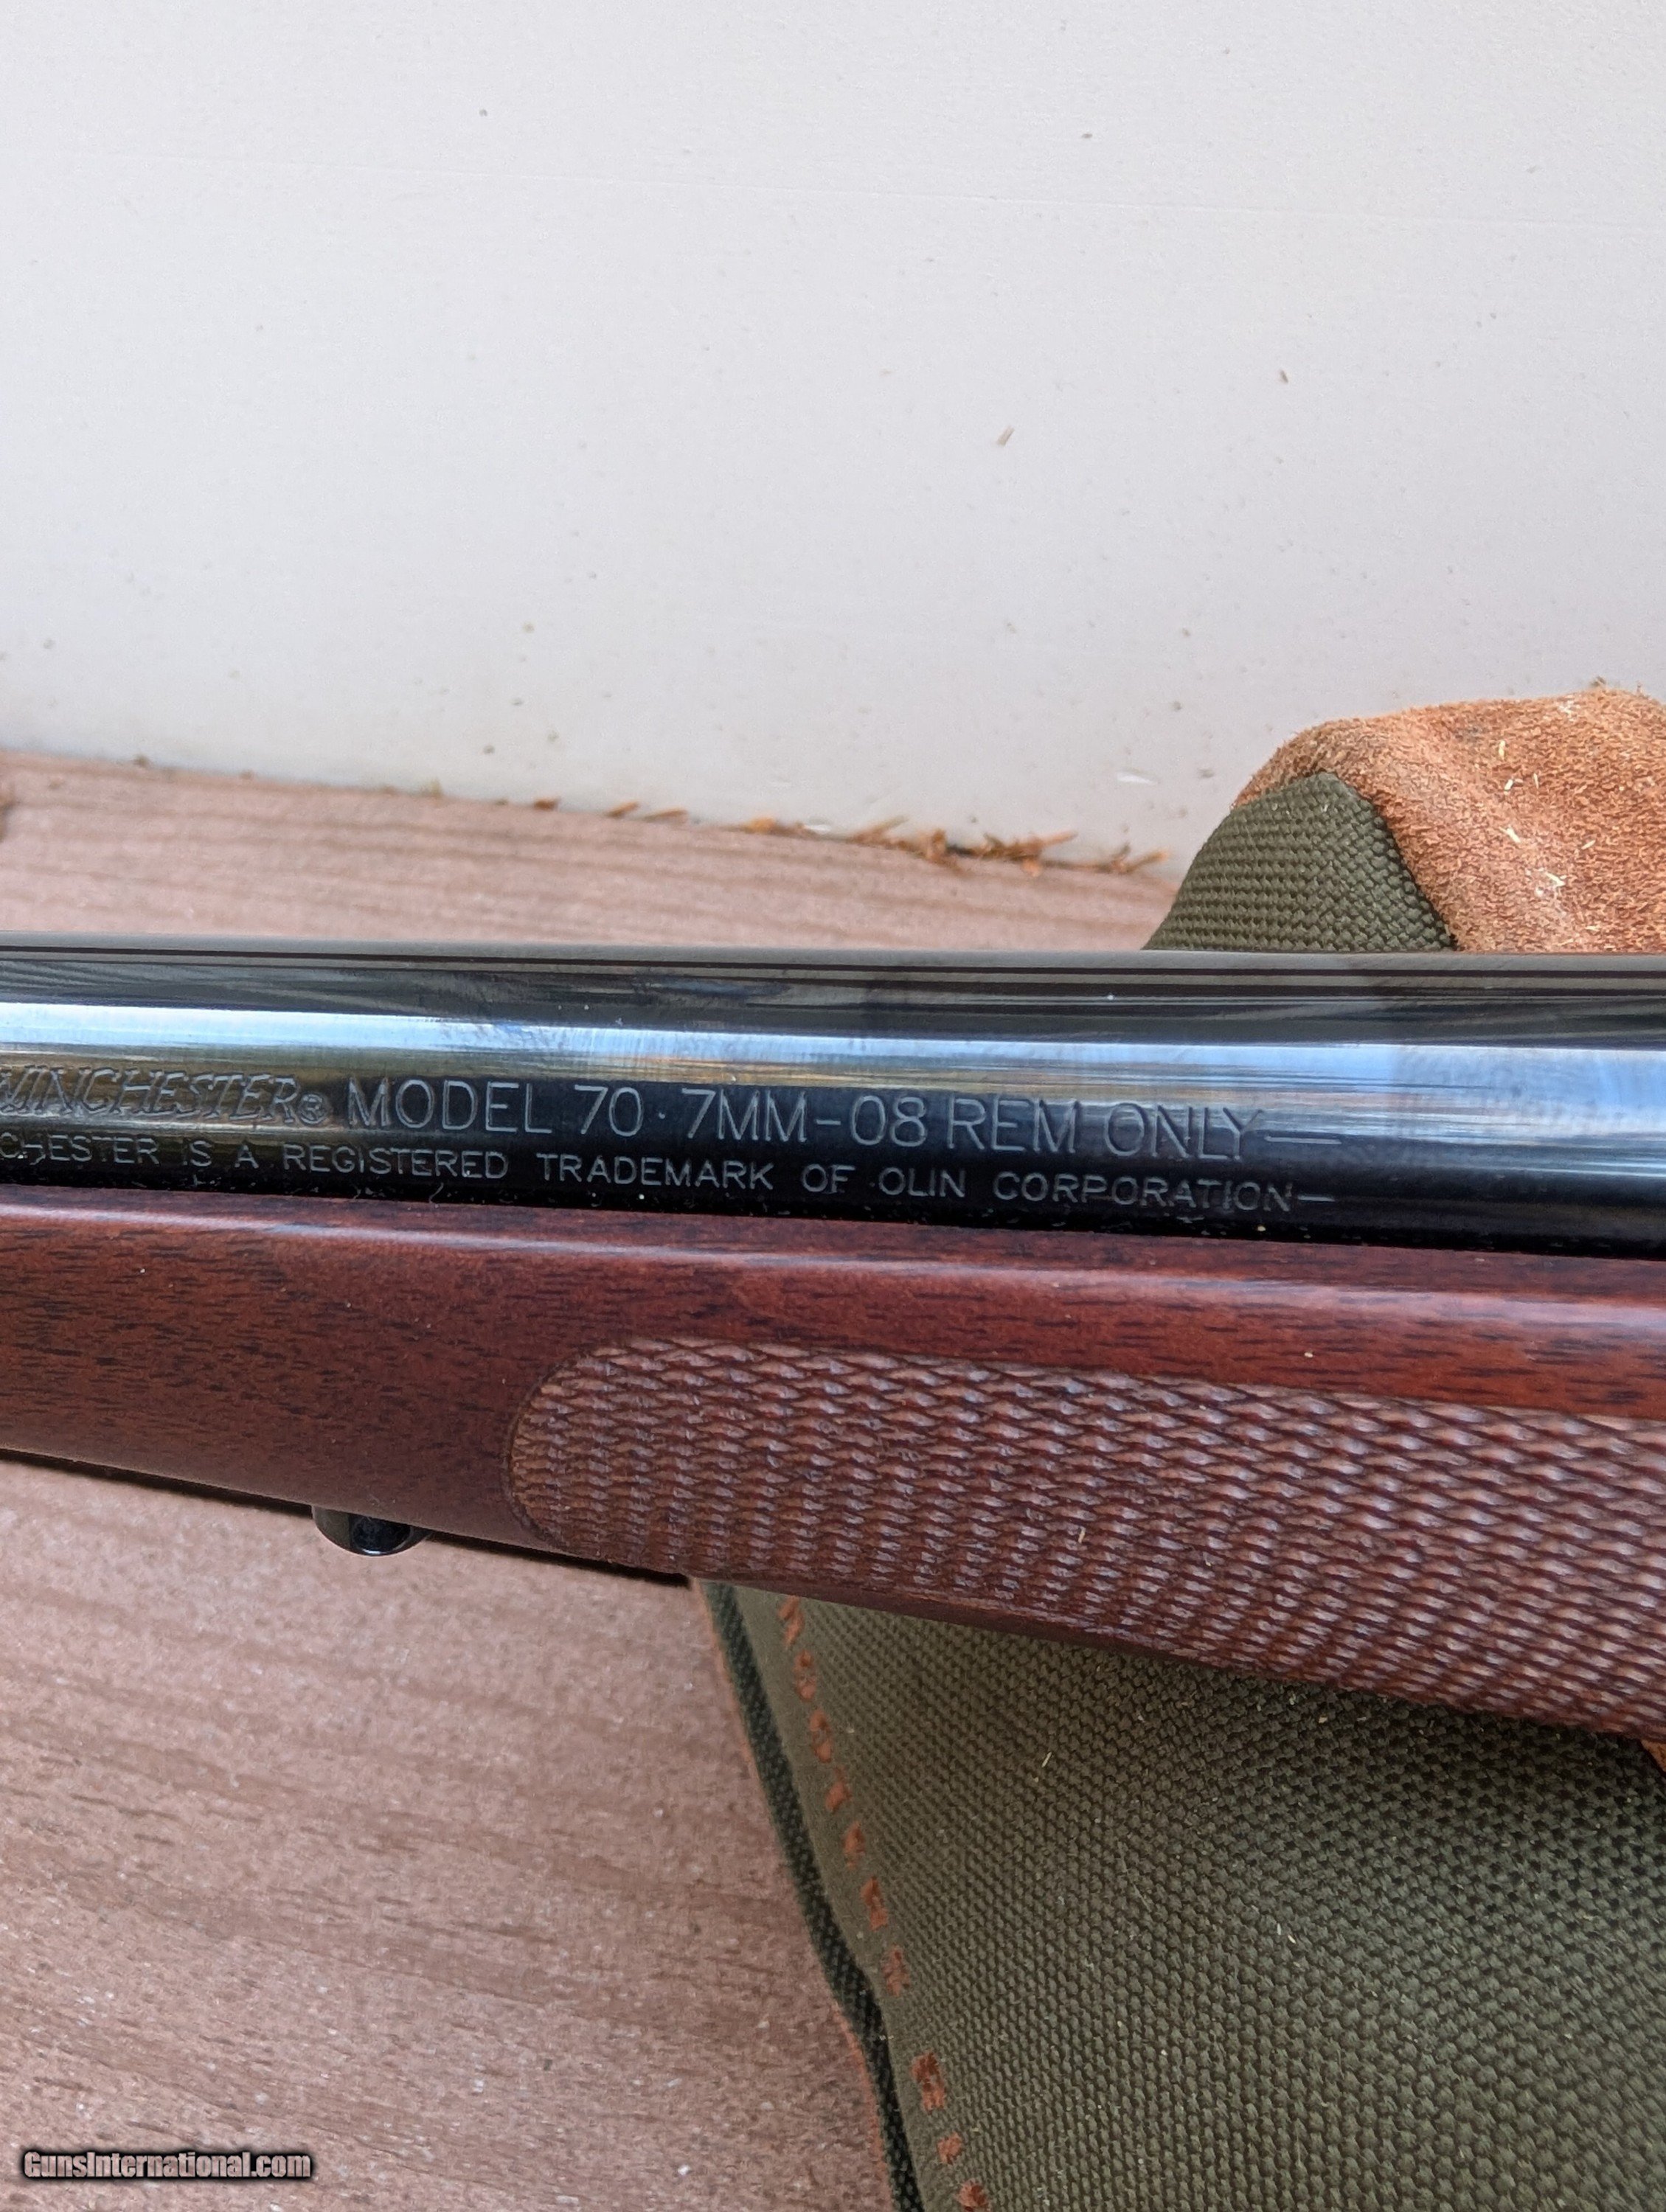 WINCHESTER® MODEL 70 · 7MM-08 REM ONLY—
CHESTER IS A REGISTERED TRADEMARK OF OLIN CORPORATION—
GunsInternational.com